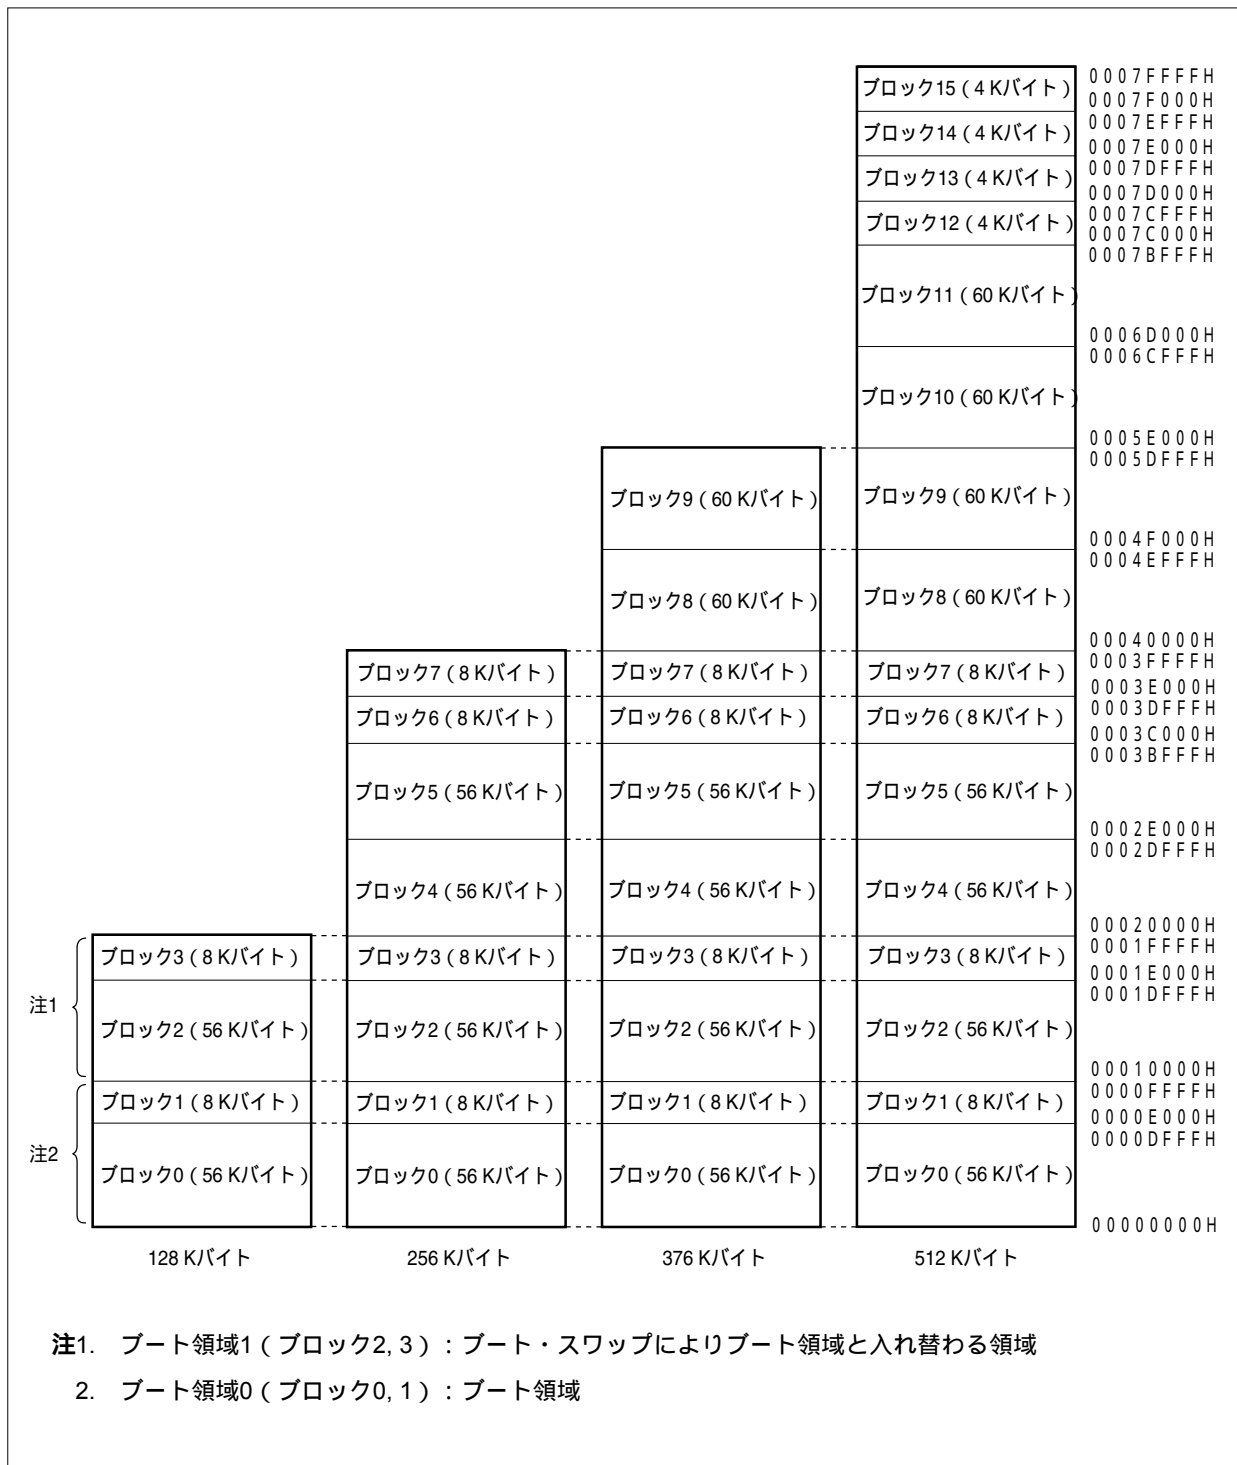 ブロック15(4 Kバイト)
ブロック14(4 Kバイト)
ブロック13(4 Kバイト)
ブロック12(4 Kバイト)
ブロック11(60 Kバイト)
ブロック10(60 Kバイト)
ブロック9(60 Kバイト) ブロック9(60 Kバイト)
ブロック8(60 Kバイト) ブロック8(60 Kバイト)
ブロック7(8 Kバイト) ブロック7(8 Kバイト) ブロック7(8 Kバイト)
ブロック6(8 Kバイト) ブロック6(8 Kバイト) ブロック6(8 Kバイト)
ブロック5(56 Kバイト) ブロック5(56 Kバイト) ブロック5(56 Kバイト)
ブロック4(56 Kバイト) ブロック4(56 Kバイト) ブロック4(56 Kバイト)
ブロック3(8 Kバイト) ブロック3(8 Kバイト) ブロック3(8 Kバイト) ブロック3(8 Kバイト)
注1
ブロック2(56 Kバイト) ブロック2(56 Kバイト) ブロック2(56 Kバイト) ブロック2(56 Kバイト)
ブロック1(8 Kバイト) ブロック1(8 Kバイト) ブロック1(8 Kバイト) ブロック1(8 Kバイト)
注2
ブロック0(56 Kバイト) ブロック0(56 Kバイト) ブロック0(56 Kバイト) ブロック0(56 Kバイト)
0007FFFFH
0007F000H
0007EFFFH
0007E000H
0007DFFFH
0007D000H
0007CFFFH
0007C000H
0007BFFFH
0006D000H
0006CFFFH
0005E000H
0005DFFFH
0004F000H
0004EFFFH
00040000H
0003FFFFH
0003E000H
0003DFFFH
0003C000H
0003BFFFH
0002E000H
0002DFFFH
00020000H
0001FFFFH
0001E000H
0001DFFFH
00010000H
0000FFFFH
0000E000H
0000DFFFH
00000000H
128 Kバイト 256 Kバイト 376 Kバイト 512 Kバイト
注1. ブート領域1(ブロック2, 3):ブート・スワップによりブート領域と入れ替わる領域
2. ブート領域0(ブロック0, 1):ブート領域